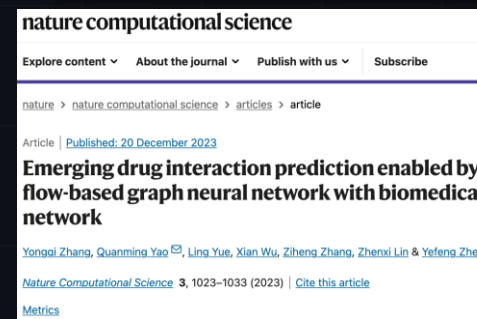 nature computational science
Explore content About the journal Publish with us Subscribe
nature > nature computational science > articles > article
Article | Published: 20 December 2023
Emerging drug interaction prediction enabled by
flow-based graph neural network with biomedica
network
Yongqi Zhang, Quanming Yao, Ling Yue, Xian Wu, Ziheng Zhang, Zhenxi Lin & Yefeng Zhe
Nature Computational Science 3, 1023–1033 (2023) | Cite this article
Metrics